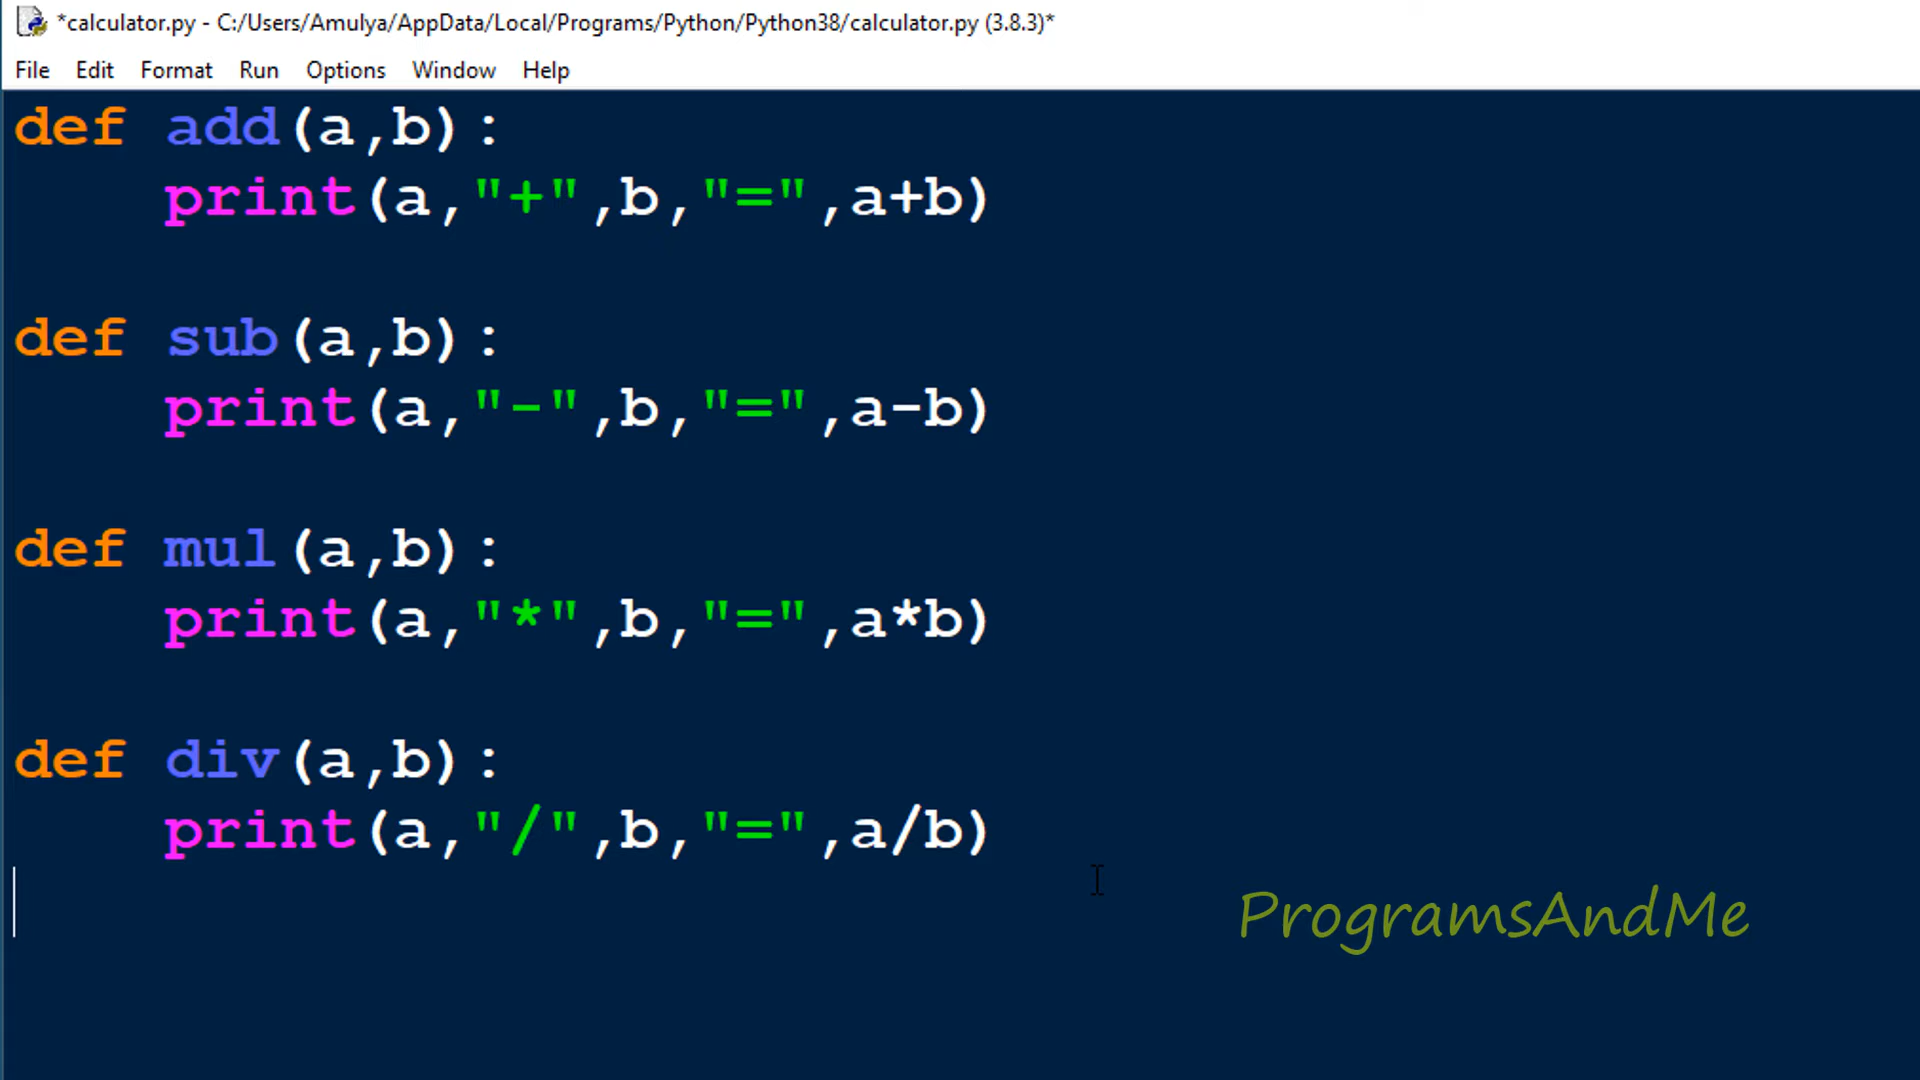 *calculator.py - C:/Users/Amulya/AppData/Local/Programs/Python/Python38/calculator.py (3.8.3)*
File Edit Format Run Options Window Help
def add(a,b):
    print(a,"+",b,"=",a+b)

def sub(a,b):
    print(a,"-",b,"=",a-b)

def mul(a,b):
    print(a,"*",b,"=",a*b)

def div(a,b):
    print(a,"/",b,"=",a/b)
ProgramsAndMe